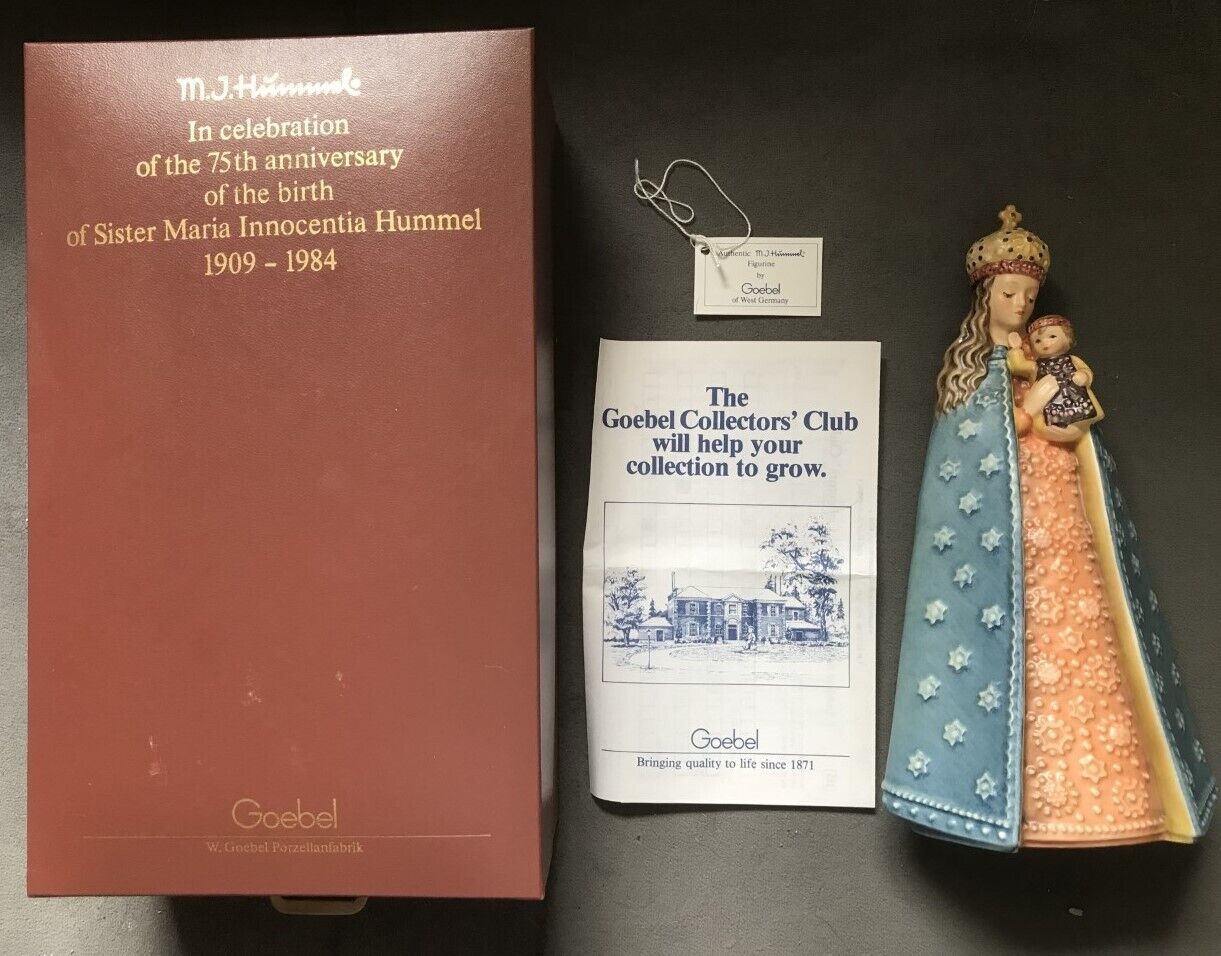 M.J.Hummel
In celebration
of the 75th anniversary
of the birth
of Sister Maria Innocentia Hummel
1909 – 1984
Goebel
W. Goebel Porzellanfabrik
Authentic M.J.Hummel
Figurine
by
Goebel
of West Germany
The
Goebel Collectors' Club
will help your
collection to grow.
Goebel
Bringing quality to life since 1871